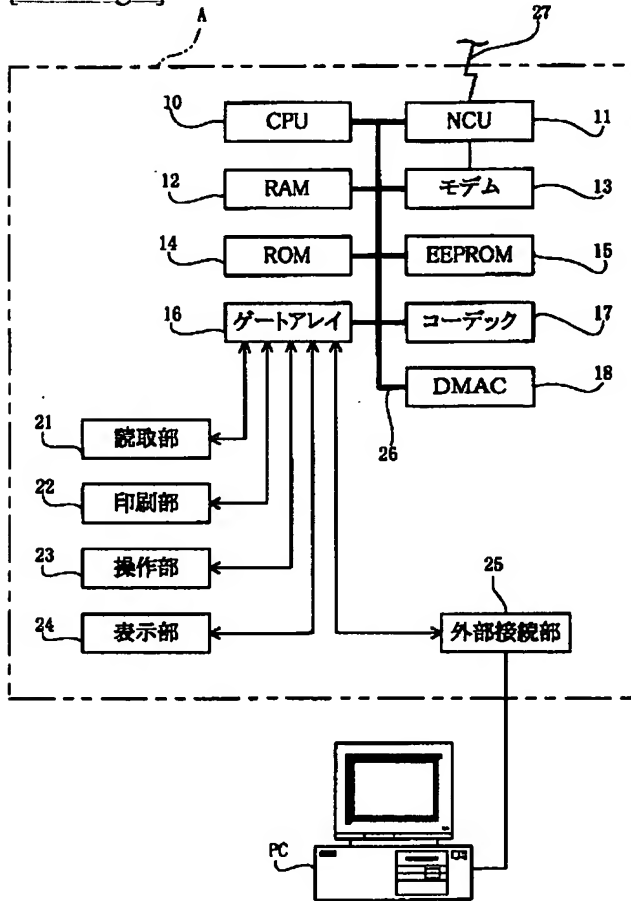 A
27
10
CPU
NCU
11
12
RAM
モデム
13
14
ROM
EEPROM
15
16
ゲートアレイ
コーデック
17
DMAC
18
26
21
読取部
22
印刷部
23
操作部
24
表示部
25
外部接続部
PC